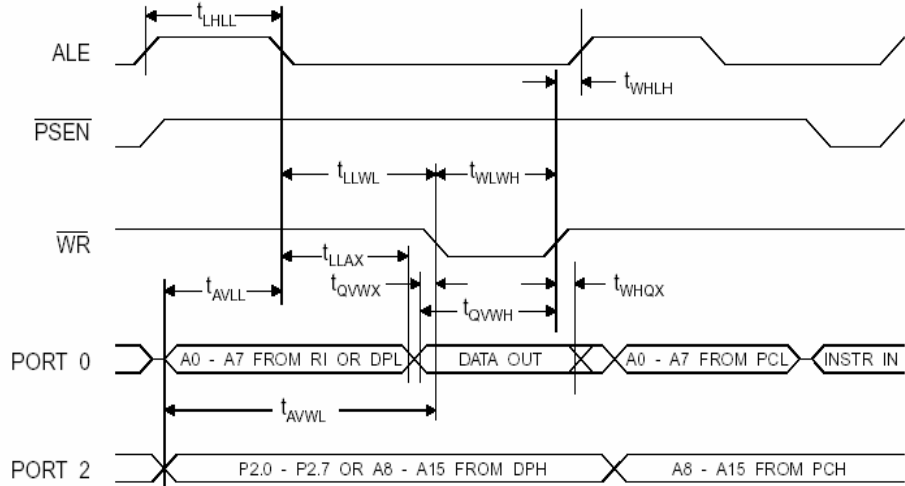 tLHLL
ALE
tWHLH
PSEN
tLLWL tWLWH
WR
tLLAX
tAVLL tQVWX tWHQX
tQVWH
PORT 0 A0 - A7 FROM RI OR DPL DATA OUT A0 - A7 FROM PCL INSTR IN
tAVWL
PORT 2 P2.0 - P2.7 OR A8 - A15 FROM DPH A8 - A15 FROM PCH